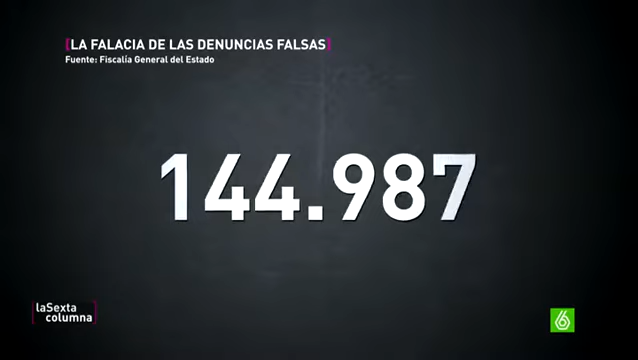 [LA FALACIA DE LAS DENUNCIAS FALSAS]
Fuente: Fiscalía General del Estado
144.987
laSexta
columna
6